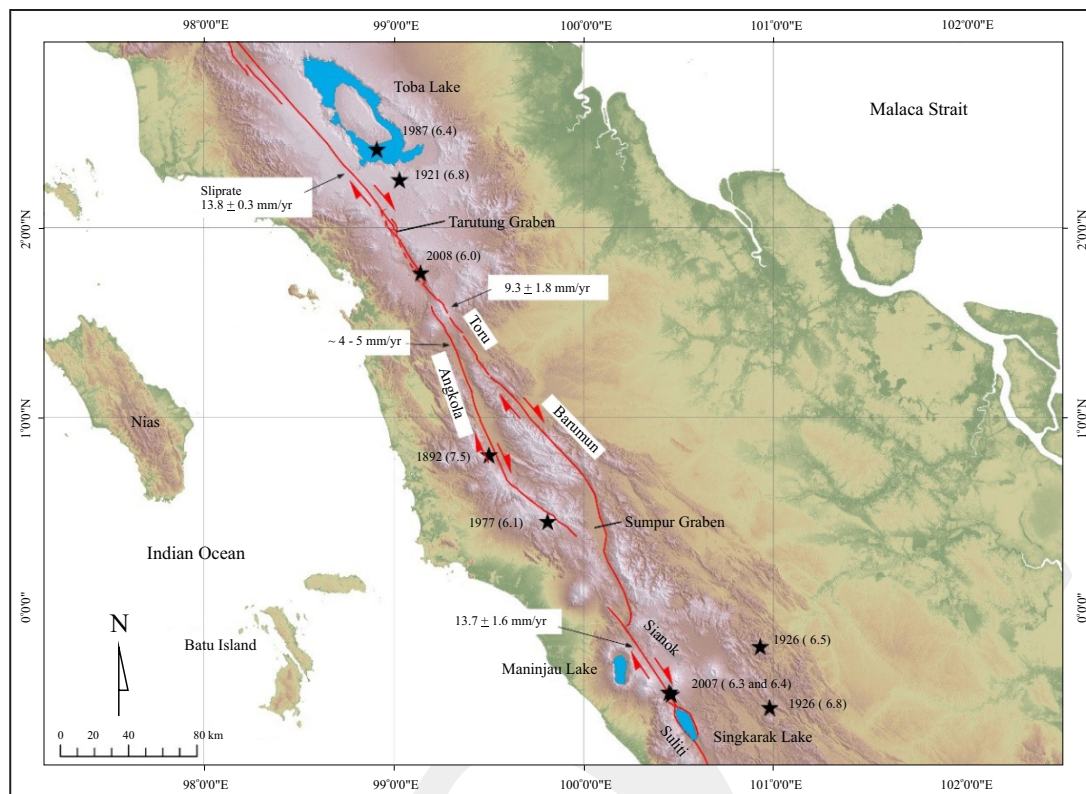 98°0'0"E
99°0'0"E
100°0'0"E
101°0'0"E
102°0'0"E
Toba Lake
Malaca Strait
1987 (6.4)
1921 (6.8)
Sliprate
13.8 ± 0.3 mm/yr
2°0'0"N
2°0'0"N
Tarutung Graben
2008 (6.0)
9.3 ± 1.8 mm/yr
Toru
~ 4 - 5 mm/yr
Angkola
Barumun
Nias
1°0'0"N
1°0'0"N
1892 (7.5)
1977 (6.1)
Sumpur Graben
Indian Ocean
0°0'0"
0°0'0"
N
13.7 ± 1.6 mm/yr
Sianok
Batu Island
Maninjau Lake
1926 (6.5)
2007 ( 6.3 and 6.4)
1926 (6.8)
Suliti
Singkarak Lake
0 20 40 80 km
98°0'0"E
99°0'0"E
100°0'0"E
101°0'0"E
102°0'0"E